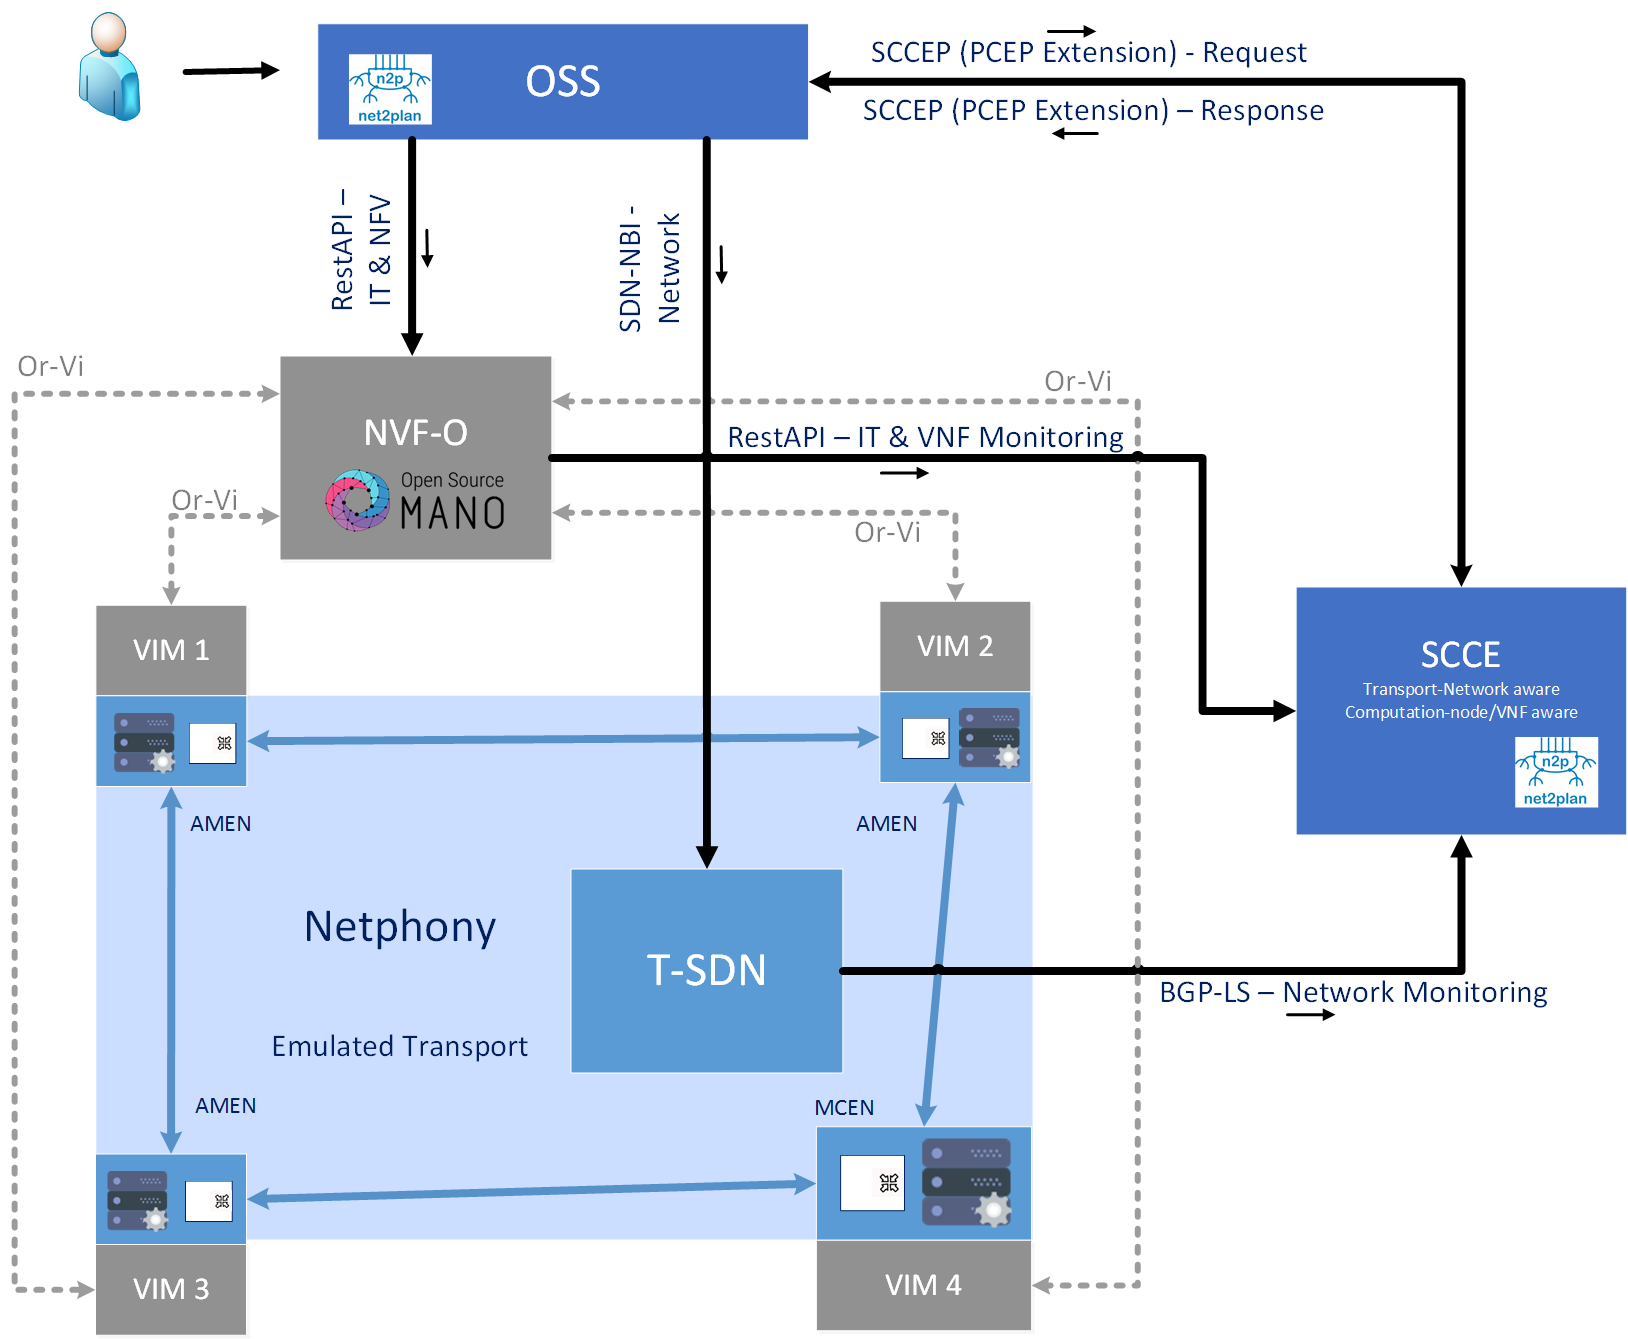 SCCEP (PCEP Extension) - Request
n2p
net2plan
OSS
SCCEP (PCEP Extension) – Response
RestAPI –
IT & NFV
SDN-NBI -
Network
Or-Vi
Or-Vi
NVF-O
RestAPI – IT & VNF Monitoring
Open Source
MANO
Or-Vi
Or-Vi
VIM 1
VIM 2
SCCE
Transport-Network aware
Computation-node/VNF aware
n2p
net2plan
AMEN
AMEN
Netphony
T-SDN
BGP-LS – Network Monitoring
Emulated Transport
AMEN
MCEN
VIM 3
VIM 4